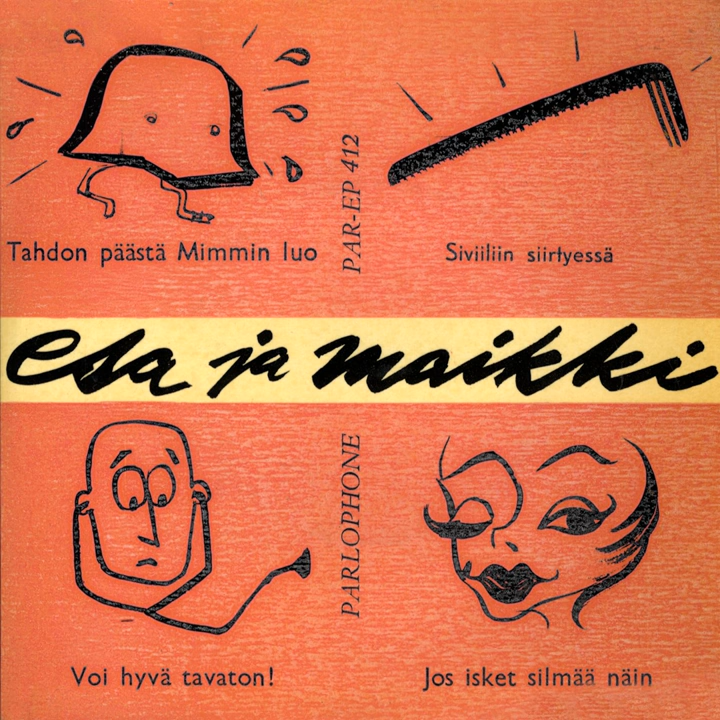 Tahdon päästä Mimmin luo
PAR-EP 412
Siviiliin siirtyessä
esa ja maikki
Voi hyvä tavaton!
PARLOPHONE
Jos isket silmää näin